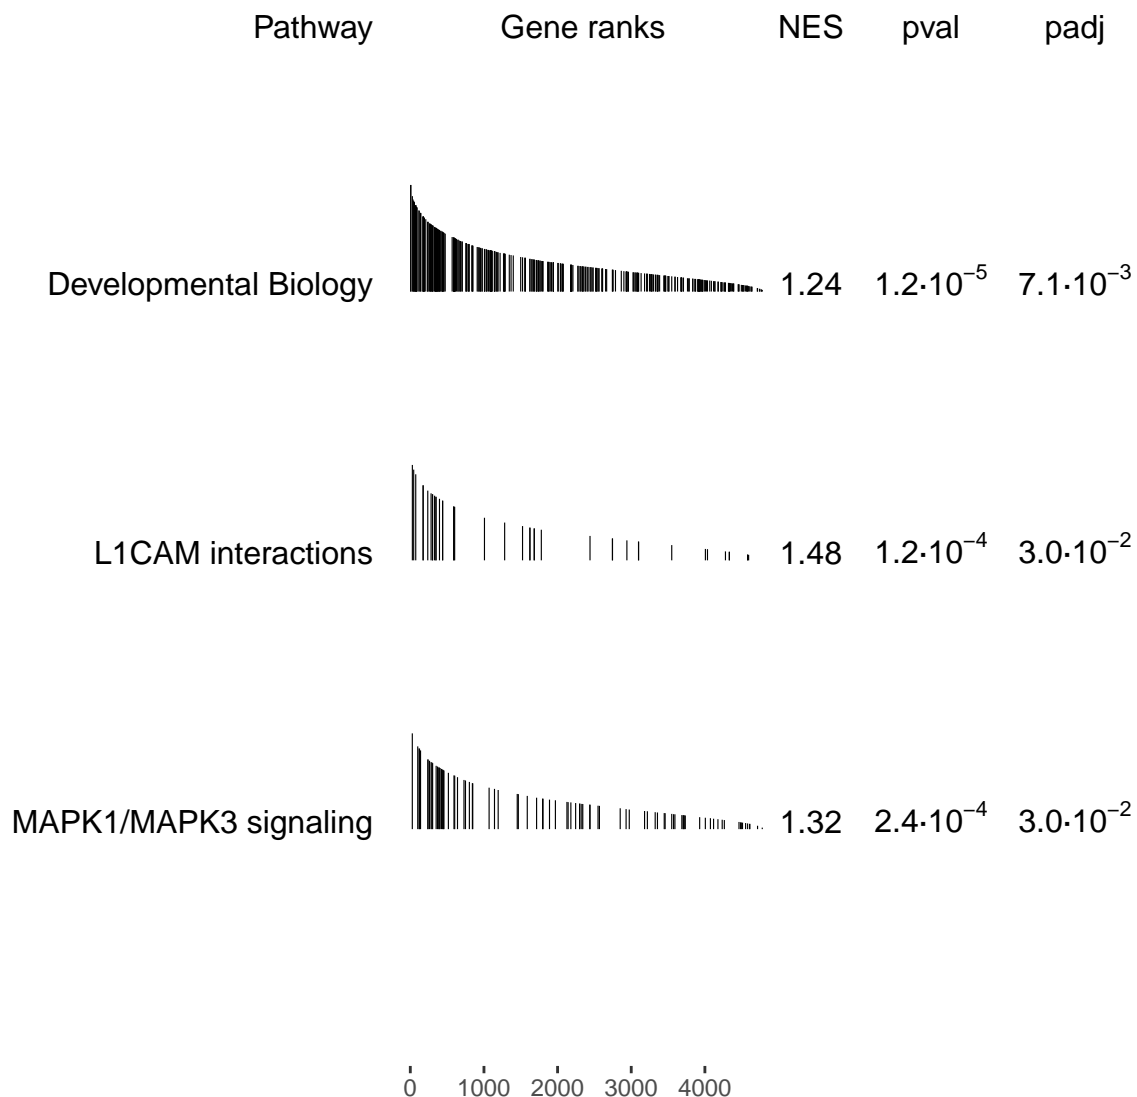 Pathway Gene ranks NES pval padj
Developmental Biology 1.24 1.2·10⁻⁵ 7.1·10⁻³
L1CAM interactions 1.48 1.2·10⁻⁴ 3.0·10⁻²
MAPK1/MAPK3 signaling 1.32 2.4·10⁻⁴ 3.0·10⁻²
0 1000 2000 3000 4000